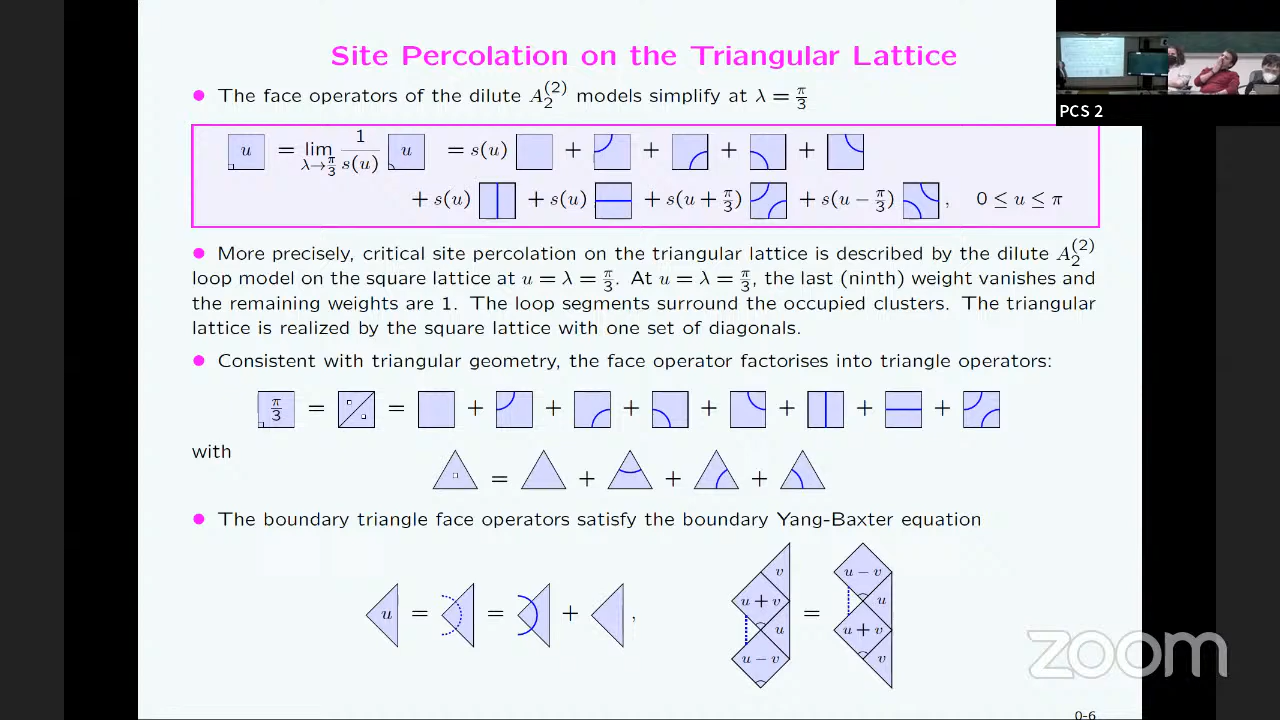 Site Percolation on the Triangular Lattice
PCS 2
● The face operators of the dilute A₂⁽²⁾ models simplify at λ = π/3
u = lim λ→π/3 1/s(u) u = s(u) + + + +
+ s(u) + s(u) + s(u + π/3) + s(u − π/3) , 0 ≤ u ≤ π
● More precisely, critical site percolation on the triangular lattice is described by the dilute A₂⁽²⁾
loop model on the square lattice at u = λ = π/3. At u = λ = π/3, the last (ninth) weight vanishes and
the remaining weights are 1. The loop segments surround the occupied clusters. The triangular
lattice is realized by the square lattice with one set of diagonals.
● Consistent with triangular geometry, the face operator factorises into triangle operators:
π/3 = = + + + + + + +
with
= + + +
● The boundary triangle face operators satisfy the boundary Yang-Baxter equation
u = = + ,
v u + v u u − v = u − v u u + v v
zoom
0-6